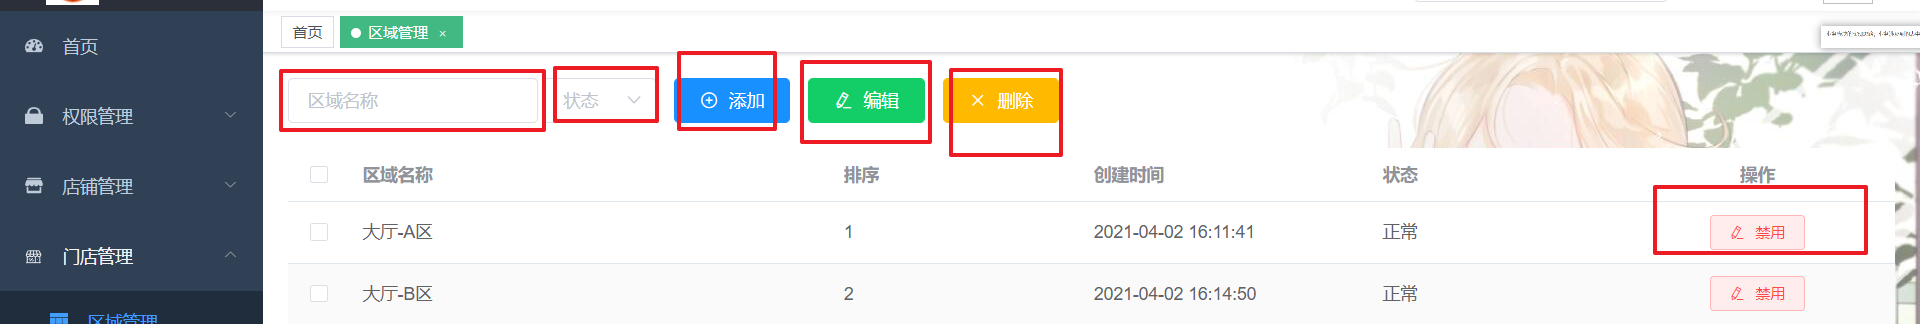 首页
权限管理
店铺管理
门店管理
区域管理
首页 区域管理 ×
区域名称 状态 添加 编辑 删除
区域名称 排序 创建时间 状态 操作
大厅-A区 1 2021-04-02 16:11:41 正常 禁用
大厅-B区 2 2021-04-02 16:14:50 正常 禁用